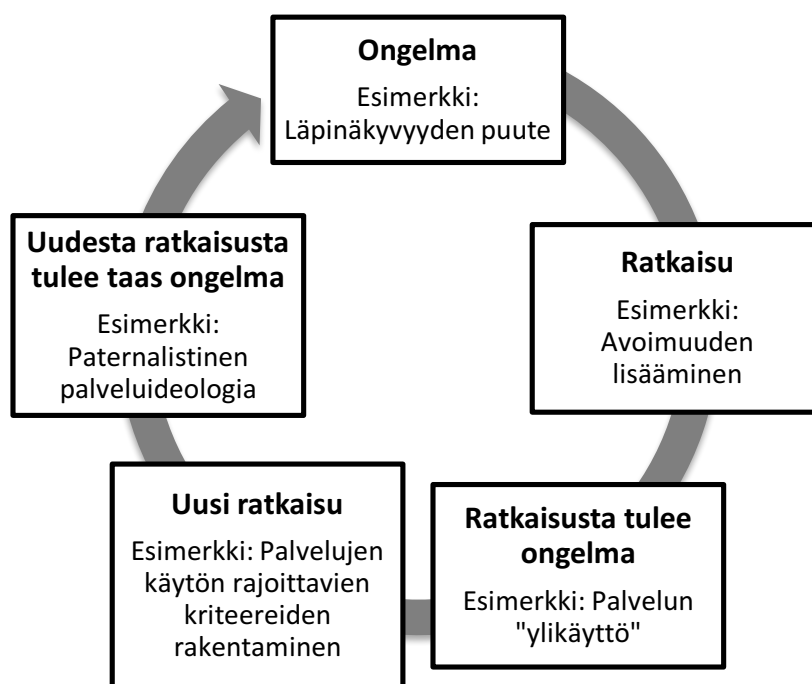 Ongelma
Esimerkki:
Läpinäkyvyyden puute
Ratkaisu
Esimerkki:
Avoimuuden
lisääminen
Ratkaisusta tulee
ongelma
Esimerkki: Palvelun
"ylikäyttö"
Uusi ratkaisu
Esimerkki: Palvelujen
käytön rajoittavien
kriteereiden
rakentaminen
Uudesta ratkaisusta
tulee taas ongelma
Esimerkki:
Paternalistinen
palveluideologia